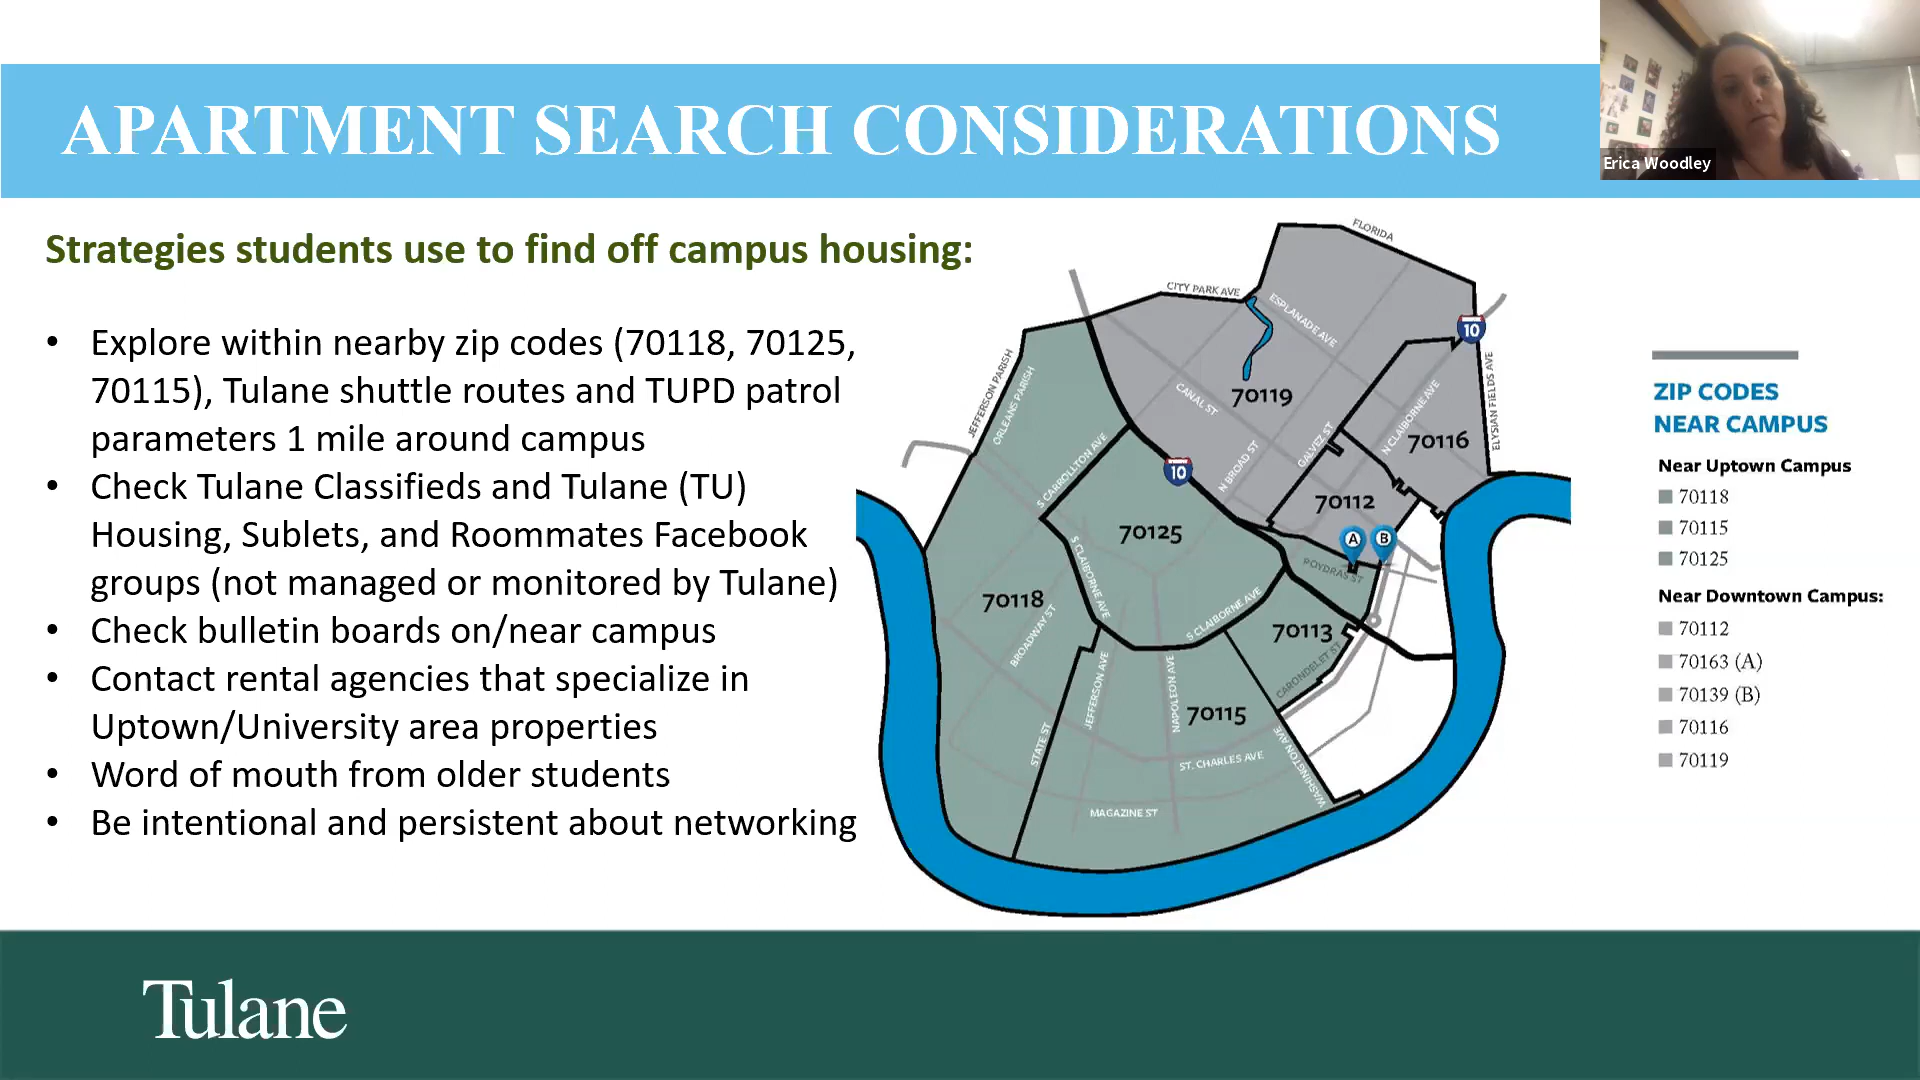 APARTMENT SEARCH CONSIDERATIONS
Erica Woodley
Strategies students use to find off campus housing:
• Explore within nearby zip codes (70118, 70125,
70115), Tulane shuttle routes and TUPD patrol
parameters 1 mile around campus
• Check Tulane Classifieds and Tulane (TU)
Housing, Sublets, and Roommates Facebook
groups (not managed or monitored by Tulane)
• Check bulletin boards on/near campus
• Contact rental agencies that specialize in
Uptown/University area properties
• Word of mouth from older students
• Be intentional and persistent about networking
FLORIDA
CITY PARK AVE
ESPLANADE AVE
10
JEFFERSON PARISH
ORLEANS PARISH
CANAL ST
70119
N CLAIBORNE AVE
ELYSIAN FIELDS AVE
70116
S CARROLLTON AVE
10
N BROAD ST
GALVEZ ST
70112
70125
A
B
POYDRAS ST
S CLAIBORNE AVE
70118
BROADWAY ST
S CLAIBORNE AVE
70113
CARONDELET ST
JEFFERSON AVE
NAPOLEON AVE
70115
STATE ST
ST. CHARLES AVE
WASHINGTON AVE
MAGAZINE ST
ZIP CODES
NEAR CAMPUS
Near Uptown Campus
70118
70115
70125
Near Downtown Campus:
70112
70163 (A)
70139 (B)
70116
70119
Tulane